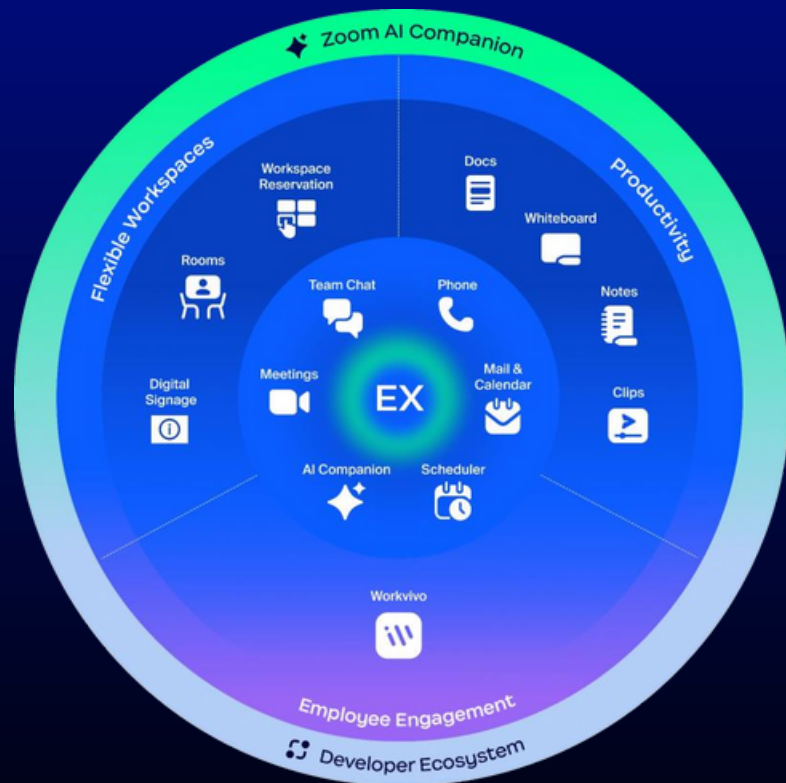 Zoom AI Companion
Flexible Workspaces
Productivity
Workspace
Reservation
Docs
Whiteboard
Rooms
Notes
Team Chat
Phone
Digital
Signage
Meetings
EX
Mail &
Calendar
Clips
AI Companion
Scheduler
Workvivo
Employee Engagement
Developer Ecosystem